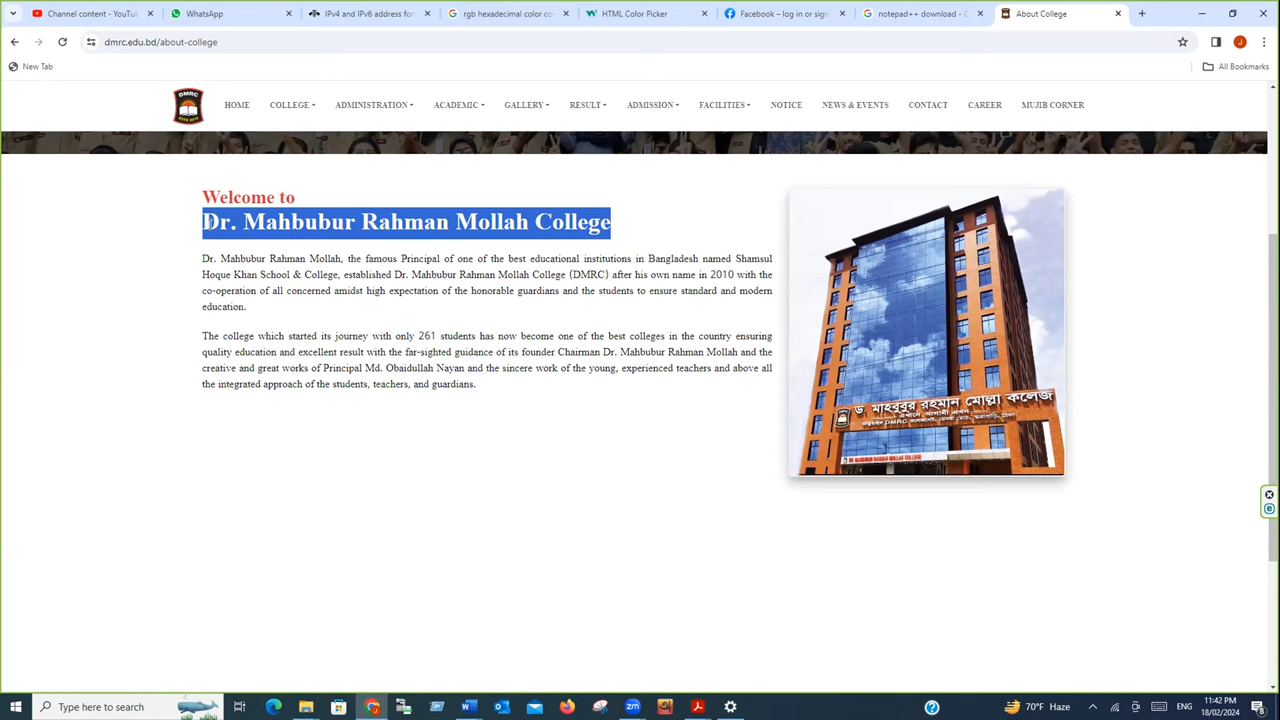 Channel content - YouTu
WhatsApp
IPv4 and IPv6 address for
rgb hexadecimal color co
HTML Color Picker
Facebook – log in or sign
notepad++ download - G
About College
dmrc.edu.bd/about-college
New Tab
All Bookmarks
DMRC
HOME COLLEGE ADMINISTRATION ACADEMIC GALLERY RESULT ADMISSION FACILITIES NOTICE NEWS & EVENTS CONTACT CAREER MUJIB CORNER
Welcome to
Dr. Mahbubur Rahman Mollah College
Dr. Mahbubur Rahman Mollah, the famous Principal of one of the best educational institutions in Bangladesh named Shamsul
Hoque Khan School & College, established Dr. Mahbubur Rahman Mollah College (DMRC) after his own name in 2010 with the
co-operation of all concerned amidst high expectation of the honorable guardians and the students to ensure standard and modern
education.
The college which started its journey with only 261 students has now become one of the best colleges in the country ensuring
quality education and excellent result with the far-sighted guidance of its founder Chairman Dr. Mahbubur Rahman Mollah and the
creative and great works of Principal Md. Obaidullah Nayan and the sincere work of the young, experienced teachers and above all
the integrated approach of the students, teachers, and guardians.
ড. মাহবুবুর রহমান মোল্লা কলেজ
DR. MAHBUBUR RAHMAN MOLLAH COLLEGE
Type here to search
70°F Haze
ENG
11:42 PM
18/02/2024